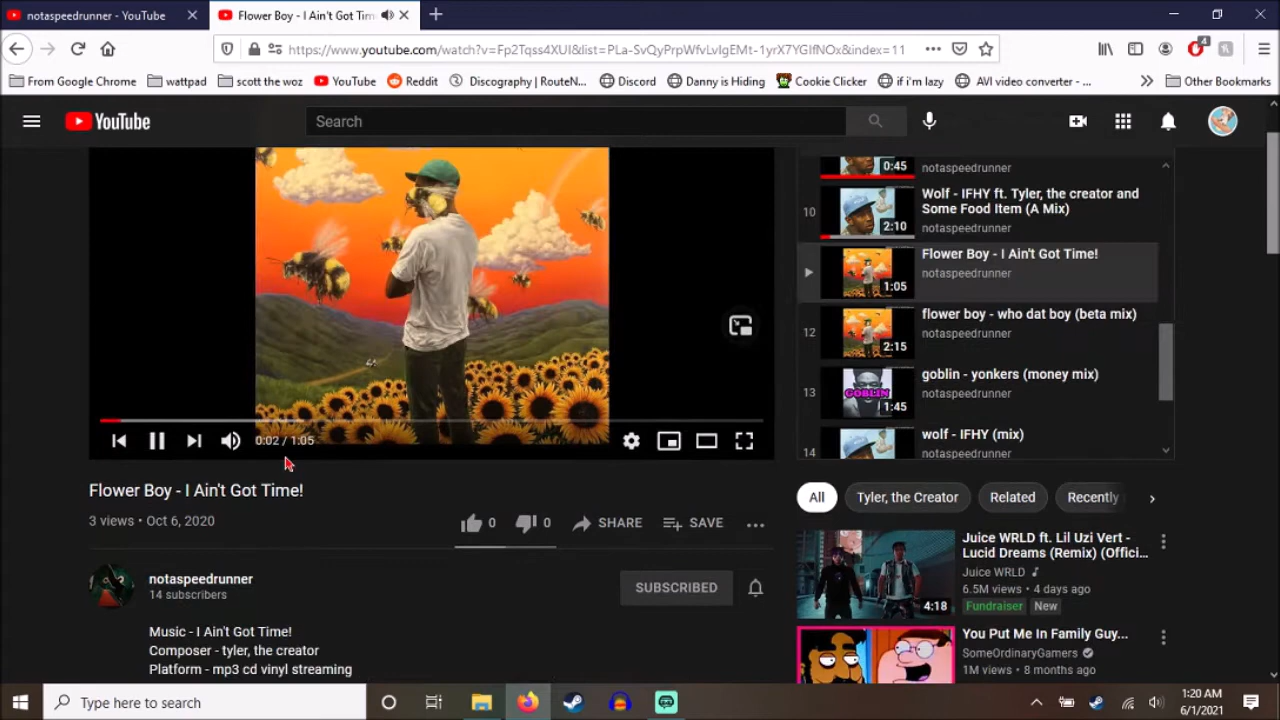 notaspeedrunner - YouTube
Flower Boy - I Ain't Got Tim
https://www.youtube.com/watch?v=Fp2Tqss4XUI&list=PLa-SvQyPrpWfvLvIgEMt-1yrX7YGIfNOx&index=11
From Google Chrome
wattpad
scott the woz
YouTube
Reddit
Discography | RouteN...
Discord
Danny is Hiding
Cookie Clicker
if i'm lazy
AVI video converter - ...
Other Bookmarks
4
YouTube
Search
0:45
notaspeedrunner
10
2:10
Wolf - IFHY ft. Tyler, the creator and
Some Food Item (A Mix)
notaspeedrunner
1:05
Flower Boy - I Ain't Got Time!
notaspeedrunner
12
2:15
flower boy - who dat boy (beta mix)
notaspeedrunner
13
GOBLIN
1:45
goblin - yonkers (money mix)
notaspeedrunner
14
wolf - IFHY (mix)
notaspeedrunner
0:02 / 1:05
Flower Boy - I Ain't Got Time!
3 views • Oct 6, 2020
0
0
SHARE
SAVE
notaspeedrunner
14 subscribers
SUBSCRIBED
Music - I Ain't Got Time!
Composer - tyler, the creator
Platform - mp3 cd vinyl streaming
All
Tyler, the Creator
Related
Recently
4:18
Juice WRLD ft. Lil Uzi Vert -
Lucid Dreams (Remix) (Offici...
Juice WRLD
6.5M views • 4 days ago
Fundraiser
New
You Put Me In Family Guy...
SomeOrdinaryGamers
1M views • 8 months ago
Type here to search
1:20 AM
6/1/2021